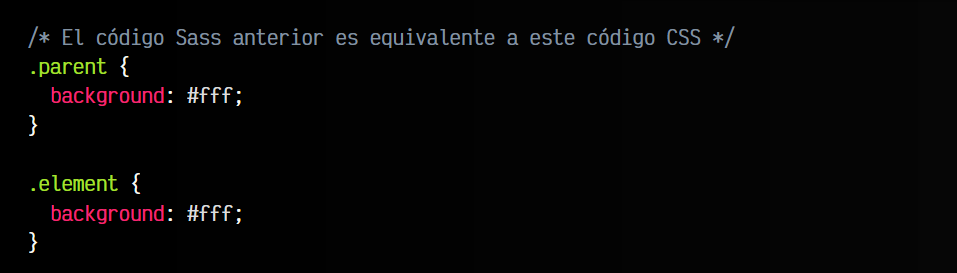 /* El código Sass anterior es equivalente a este código CSS */
.parent {
  background: #fff;
}

.element {
  background: #fff;
}